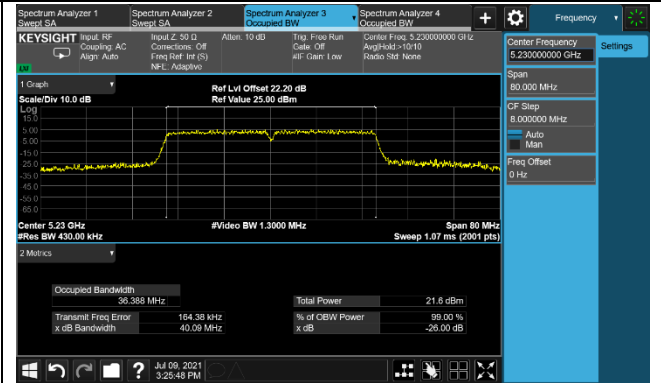 Spectrum Analyzer 1
Swept SA
Spectrum Analyzer 2
Swept SA
Spectrum Analyzer 3
Occupied BW
Spectrum Analyzer 4
Occupied BW
Frequency
KEYSIGHT
Input: RF
Coupling: AC
Align: Auto
Input Z: 50 Ω
Corrections: Off
Freq Ref: Int (S)
NFE: Adaptive
Atten: 10 dB
Trig: Free Run
Gate: Off
#IF Gain: Low
Center Freq: 5.230000000 GHz
Avg|Hold:>10/10
Radio Std: None
Center Frequency
5.230000000 GHz
Settings
Span
80.000 MHz
CF Step
8.000000 MHz
Auto
Man
Freq Offset
0 Hz
1 Graph
Scale/Div 10.0 dB
Ref Lvl Offset 22.20 dB
Ref Value 25.00 dBm
Log
15.0
5.00
-5.00
-15.0
-25.0
-35.0
-45.0
-55.0
-65.0
Center 5.23 GHz
#Res BW 430.00 kHz
#Video BW 1.3000 MHz
Span 80 MHz
Sweep 1.07 ms (2001 pts)
2 Metrics
Occupied Bandwidth
36.388 MHz
Total Power 21.6 dBm
Transmit Freq Error 164.38 kHz
% of OBW Power 99.00 %
x dB Bandwidth 40.09 MHz
x dB -26.00 dB
Jul 09, 2021
3:25:48 PM